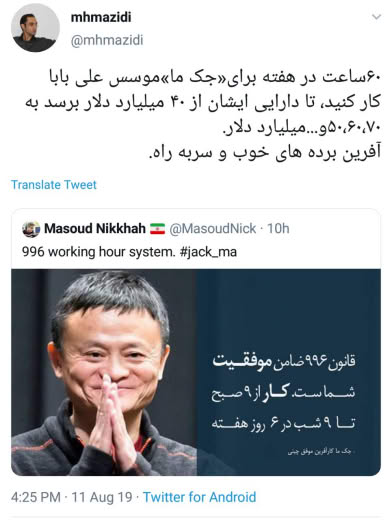 mhmazidi
@mhmazidi
۶۰ساعت در هفته برای«جک ما»موسس علی بابا
کار کنید، تا دارایی ایشان از ۴۰ میلیارد دلار برسد به
۵۰،۶۰،۷۰و...میلیارد دلار.
آفرین برده های خوب و سربه راه.
Translate Tweet
Masoud Nikkhah 🇮🇷 @MasoudNick · 10h
996 working hour system. #jack_ma
قانون ۹۹۶ ضامن موفقیت
شماست. کار از ۹ صبح
تا ۹ شب در ۶ روز هفته
- جک ما کارآفرین موفق چینی
4:25 PM · 11 Aug 19 · Twitter for Android